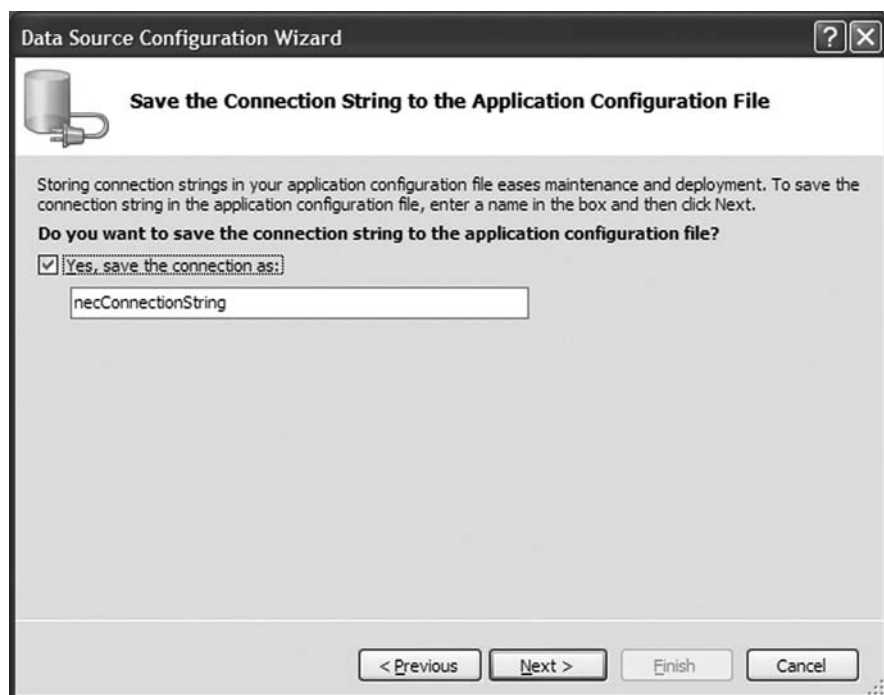 Data Source Configuration Wizard
Save the Connection String to the Application Configuration File
Storing connection strings in your application configuration file eases maintenance and deployment. To save the
connection string in the application configuration file, enter a name in the box and then click Next.
Do you want to save the connection string to the application configuration file?
Yes, save the connection as:
necConnectionString
< Previous Next > Finish Cancel